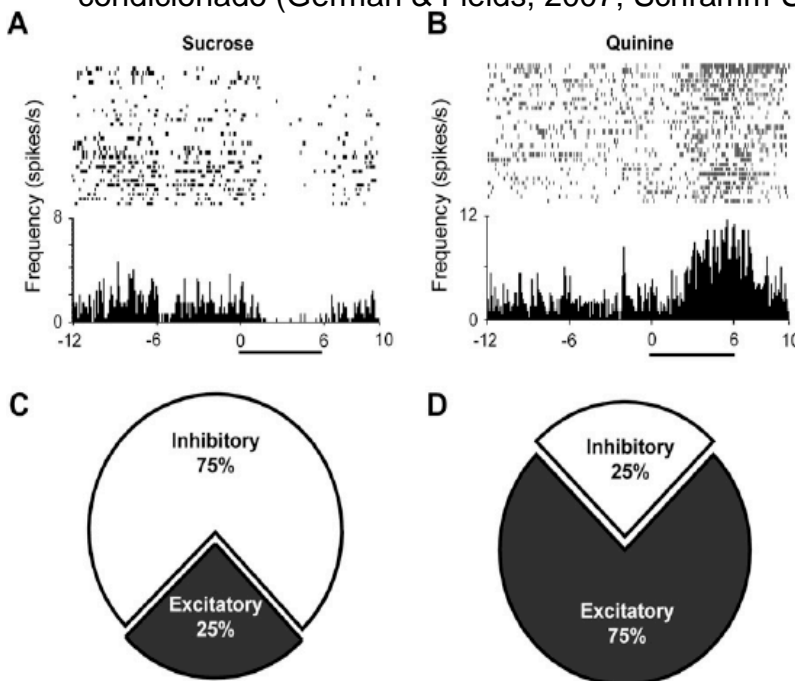 condicionado (German & Fields, 2007, Schramm-S
A
Sucrose
Frequency (spikes/s)
8
0
-12 -6 0 6 10
B
Quinine
Frequency (spikes/s)
12
0
-12 -6 0 6 10
C
Inhibitory
75%
Excitatory
25%
D
Inhibitory
25%
Excitatory
75%